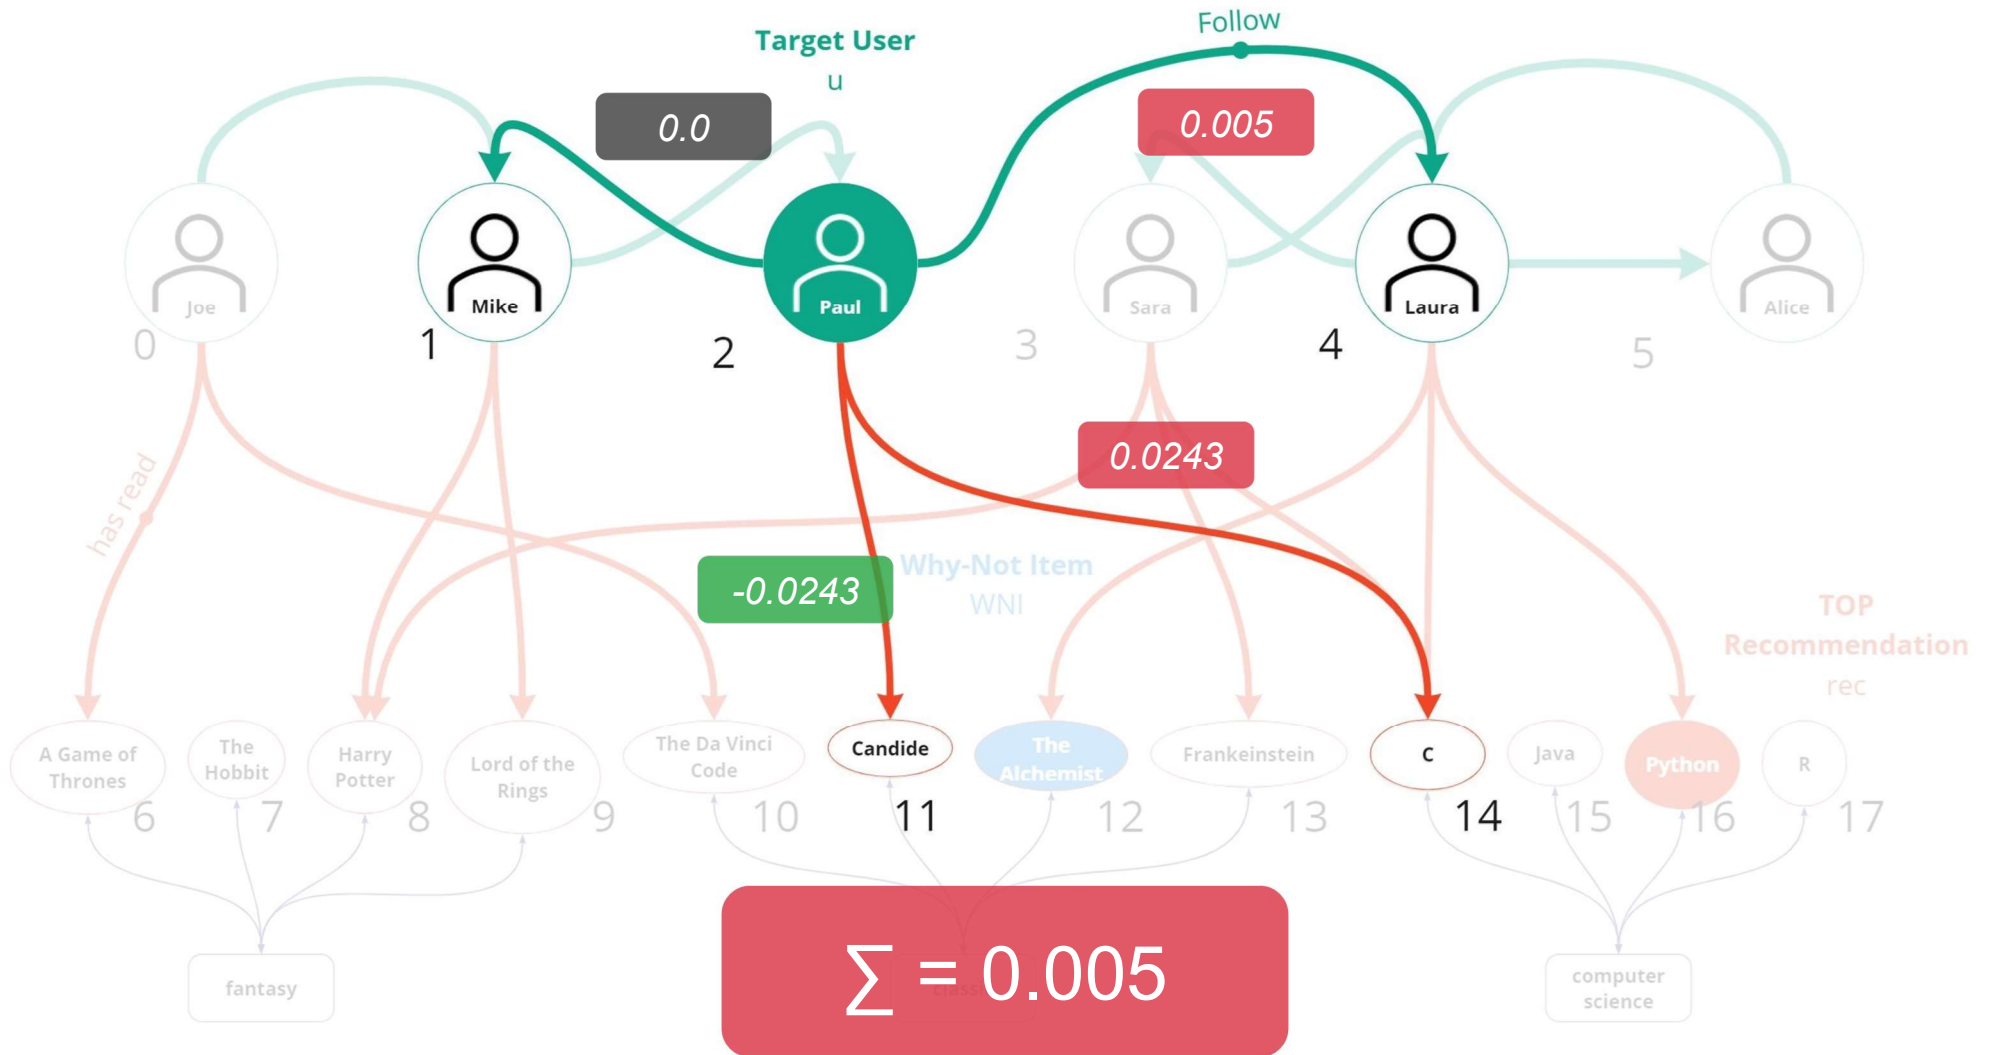 Follow
Target User
u
0.0
0.005
Joe
Mike
Paul
Sara
Laura
Alice
0
1
2
3
4
5
has read
0.0243
-0.0243
Why-Not Item
WNI
TOP
Recommendation
rec
A Game of
Thrones
The
Hobbit
Harry
Potter
Lord of the
Rings
The Da Vinci
Code
Candide
The
Alchemist
Frankeinstein
C
Java
Python
R
6
7
8
9
10
11
12
13
14
15
16
17
fantasy
∑ = 0.005
computer
science